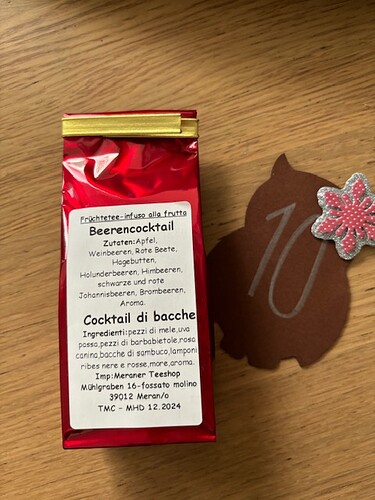 Früchtetee-infuso alla frutta
Beerencocktail
Zutaten:Apfel,
Weinbeeren, Rote Beete,
Hagebutten,
Holunderbeeren, Himbeeren,
schwarze und rote
Johannisbeeren, Brombeeren,
Aroma.
Cocktail di bacche
Ingredienti:pezzi di mele,uva
passa,pezzi di barbabietole,rosa
canina,bacche di sambuco,lamponi
ribes nere e rosse,more,aroma.
Imp:Meraner Teeshop
Mühlgraben 16-fossato molino
39012 Meran/o
TMC - MHD 12.2024
10